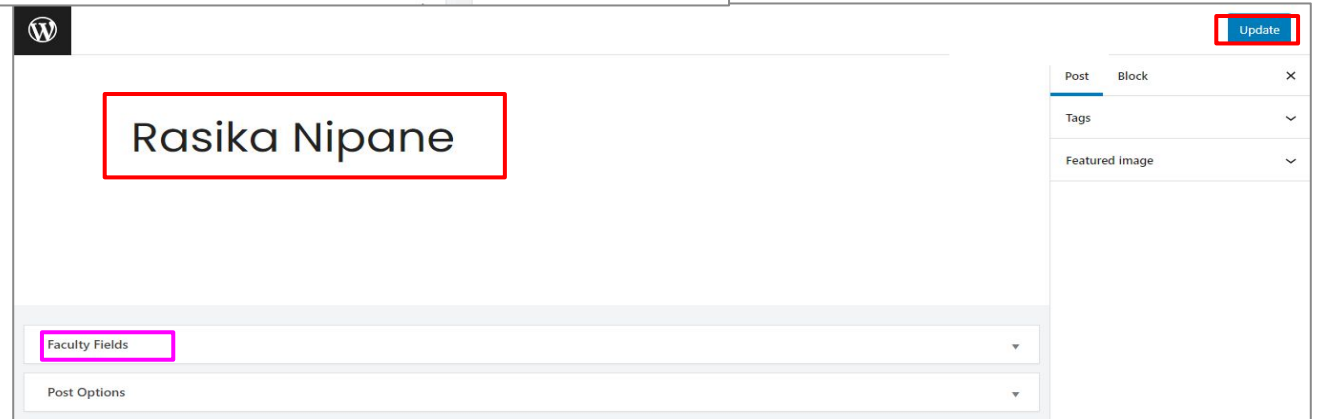 Update
Post Block
Rasika Nipane
Tags
Featured image
Faculty Fields
Post Options